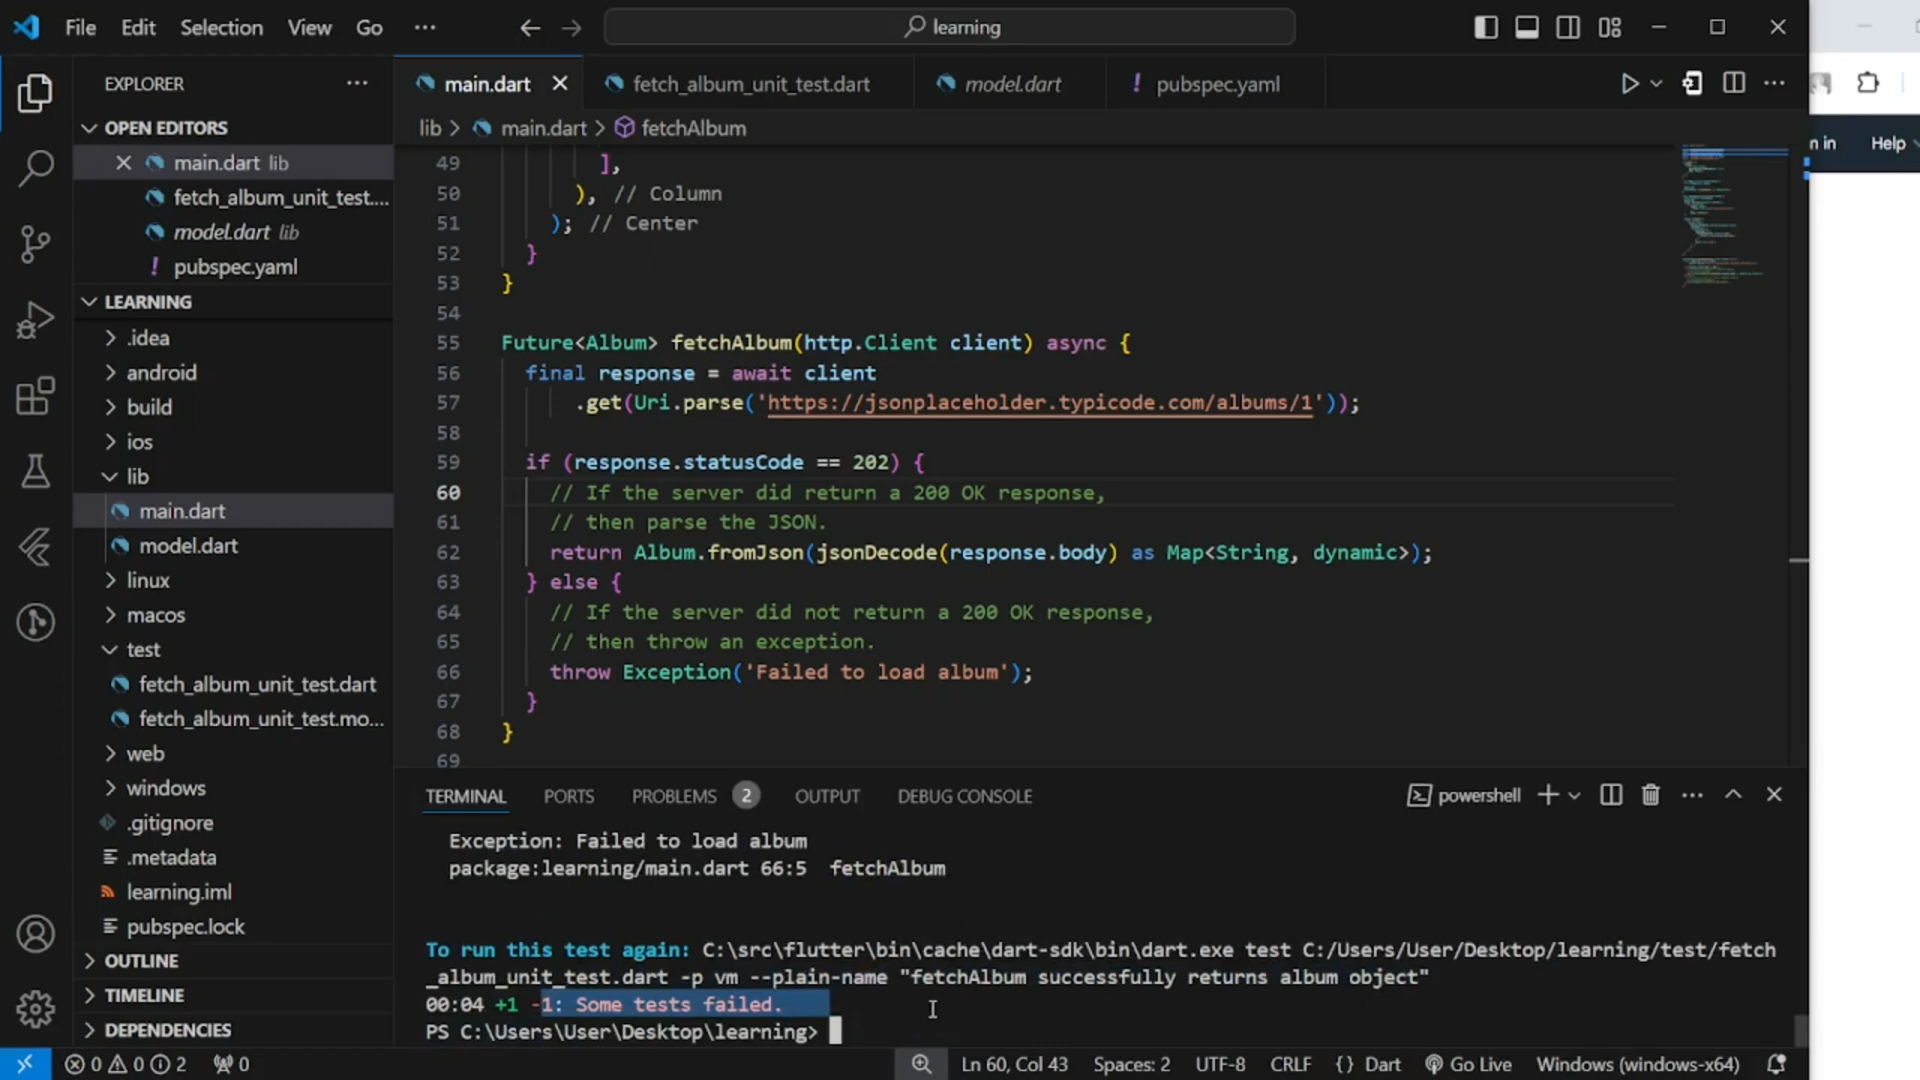 File Edit Selection View Go ··· learning
EXPLORER ···
OPEN EDITORS
main.dart lib
fetch_album_unit_test....
model.dart lib
! pubspec.yaml
LEARNING
.idea
android
build
ios
lib
main.dart
model.dart
linux
macos
test
fetch_album_unit_test.dart
fetch_album_unit_test.mo...
web
windows
.gitignore
.metadata
learning.iml
pubspec.lock
OUTLINE
TIMELINE
DEPENDENCIES
main.dart fetch_album_unit_test.dart model.dart ! pubspec.yaml
lib > main.dart > fetchAlbum
49 ],
50 ), // Column
51 ); // Center
52 }
53 }
54
55 Future<Album> fetchAlbum(http.Client client) async {
56 final response = await client
57 .get(Uri.parse('https://jsonplaceholder.typicode.com/albums/1'));
58
59 if (response.statusCode == 202) {
60 // If the server did return a 200 OK response,
61 // then parse the JSON.
62 return Album.fromJson(jsonDecode(response.body) as Map<String, dynamic>);
63 } else {
64 // If the server did not return a 200 OK response,
65 // then throw an exception.
66 throw Exception('Failed to load album');
67 }
68 }
69
TERMINAL PORTS PROBLEMS 2 OUTPUT DEBUG CONSOLE powershell
Exception: Failed to load album
package:learning/main.dart 66:5 fetchAlbum
To run this test again: C:\src\flutter\bin\cache\dart-sdk\bin\dart.exe test C:/Users/User/Desktop/learning/test/fetch
_album_unit_test.dart -p vm --plain-name "fetchAlbum successfully returns album object"
00:04 +1 -1: Some tests failed.
PS C:\Users\User\Desktop\learning>
0 0 2 0 Ln 60, Col 43 Spaces: 2 UTF-8 CRLF {} Dart Go Live Windows (windows-x64)
n in Help